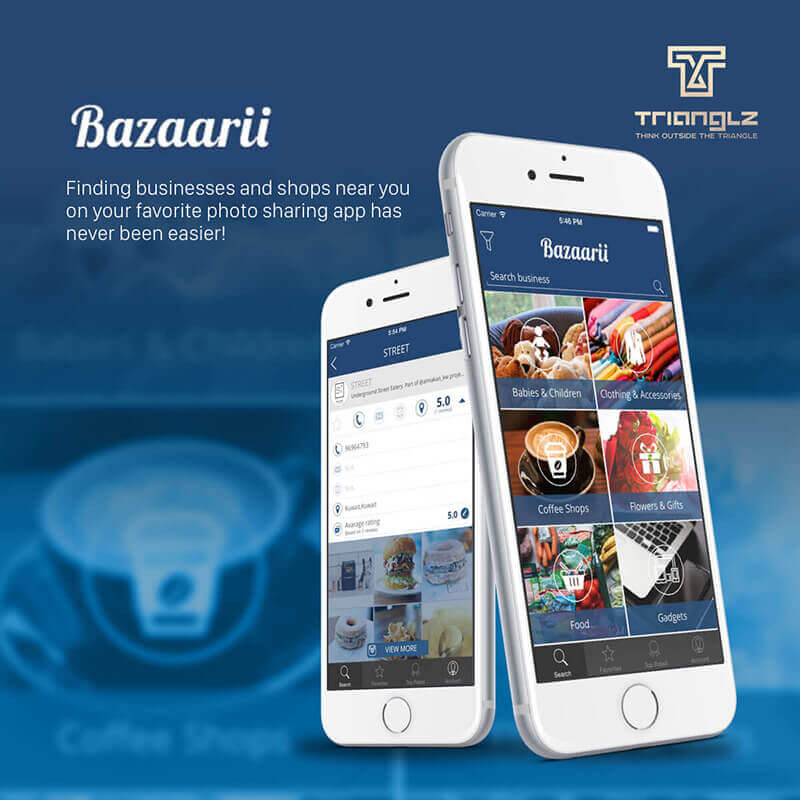 TRIANGLZ
THINK OUTSIDE THE TRIANGLE
Bazaarii
Finding businesses and shops near you
on your favorite photo sharing app has
never been easier!
Carrier
5:46 PM
Bazaarii
Search business
Babies & Children
Clothing & Accessories
Coffee Shops
Flowers & Gifts
Food
Gadgets
Search
Favorites
Top Rated
Account
Carrier
5:54 PM
STREET
STREET
Underground Street Eatery. Part of
5.0
96964793
N/A
N/A
Kuwait,Kuwait
Avarage rating
5.0
VIEW MORE
Search
Favorites
Top Rated
Account
Coffee Shops